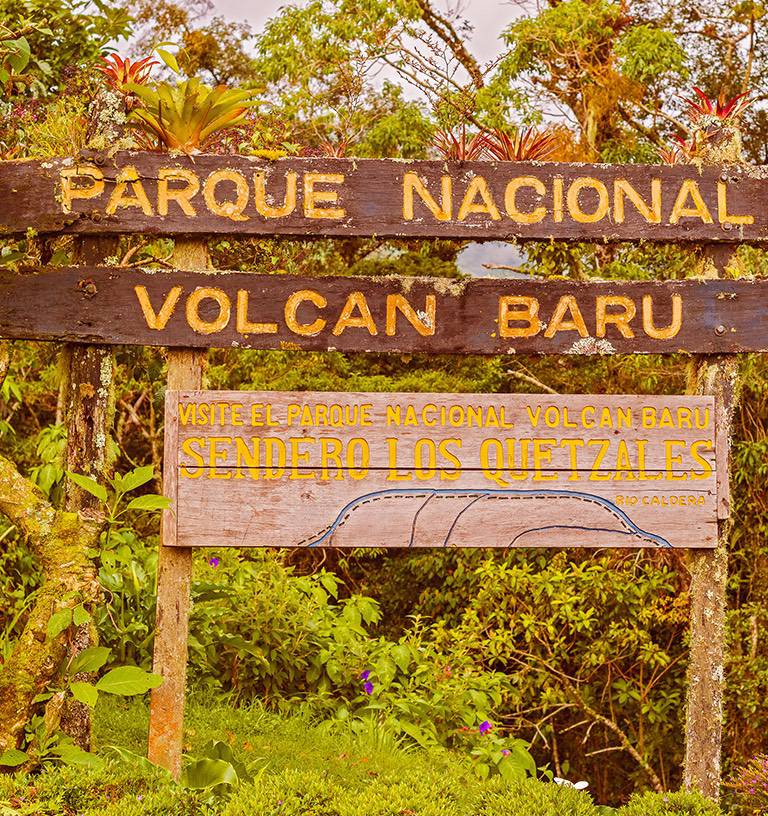 PARQUE NACIONAL
VOLCAN BARU
VISITE EL PARQUE NACIONAL VOLCAN BARU
SENDERO LOS QUETZALES
RIO CALDERA